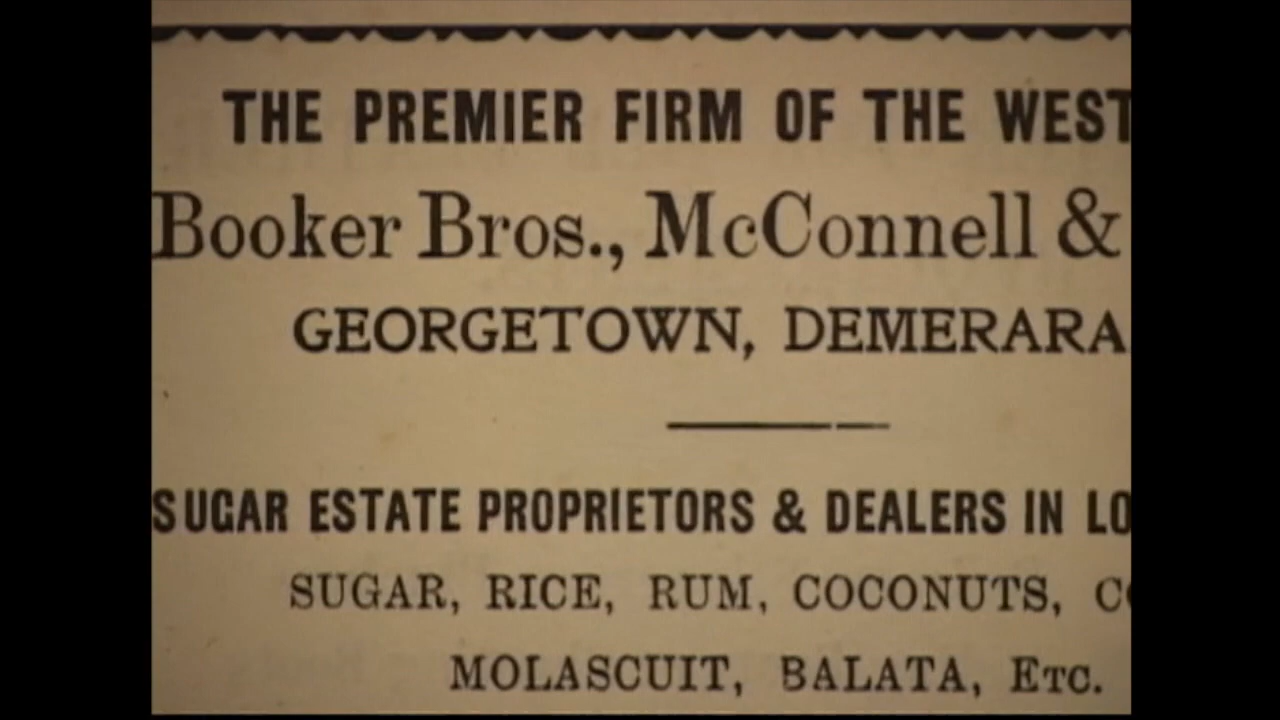 THE PREMIER FIRM OF THE WEST
Booker Bros., McConnell &
GEORGETOWN, DEMERARA
SUGAR ESTATE PROPRIETORS & DEALERS IN
SUGAR, RICE, RUM, COCONUTS,
MOLASCUIT, BALATA, ETC.